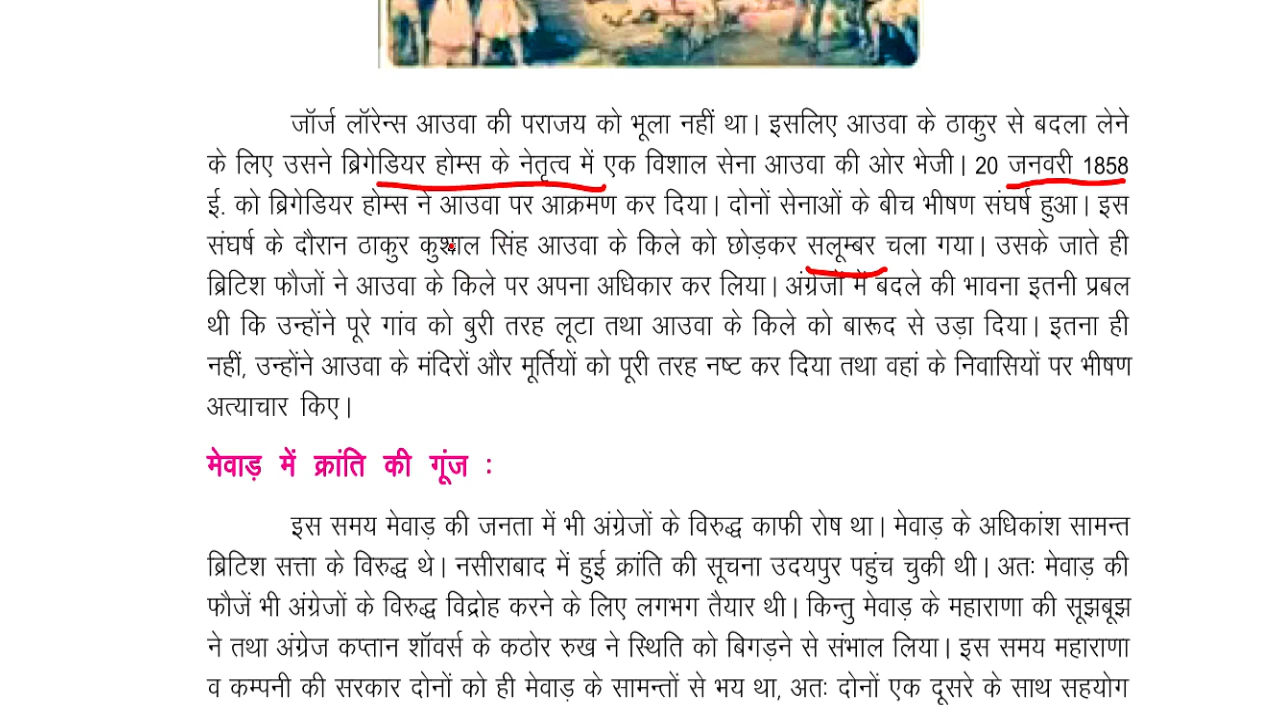 जॉर्ज लॉरेन्स आउवा की पराजय को भूला नहीं था। इसलिए आउवा के ठाकुर से बदला लेने
के लिए उसने ब्रिगेडियर होम्स के नेतृत्व में एक विशाल सेना आउवा की ओर भेजी। 20 जनवरी 1858
ई. को ब्रिगेडियर होम्स ने आउवा पर आक्रमण कर दिया। दोनों सेनाओं के बीच भीषण संघर्ष हुआ। इस
संघर्ष के दौरान ठाकुर कुशाल सिंह आउवा के किले को छोड़कर सलूम्बर चला गया। उसके जाते ही
ब्रिटिश फौजों ने आउवा के किले पर अपना अधिकार कर लिया। अंग्रेजों में बदले की भावना इतनी प्रबल
थी कि उन्होंने पूरे गांव को बुरी तरह लूटा तथा आउवा के किले को बारूद से उड़ा दिया। इतना ही
नहीं, उन्होंने आउवा के मंदिरों और मूर्तियों को पूरी तरह नष्ट कर दिया तथा वहां के निवासियों पर भीषण
अत्याचार किए।
मेवाड़ में क्रांति की गूंज :
इस समय मेवाड़ की जनता में भी अंग्रेजों के विरुद्ध काफी रोष था। मेवाड़ के अधिकांश सामन्त
ब्रिटिश सत्ता के विरुद्ध थे। नसीराबाद में हुई क्रांति की सूचना उदयपुर पहुंच चुकी थी। अतः मेवाड़ की
फौजें भी अंग्रेजों के विरुद्ध विद्रोह करने के लिए लगभग तैयार थी। किन्तु मेवाड़ के महाराणा की सूझबूझ
ने तथा अंग्रेज कप्तान शॉवर्स के कठोर रुख ने स्थिति को बिगड़ने से संभाल लिया। इस समय महाराणा
व कम्पनी की सरकार दोनों को ही मेवाड़ के सामन्तों से भय था, अतः दोनों एक दूसरे के साथ सहयोग